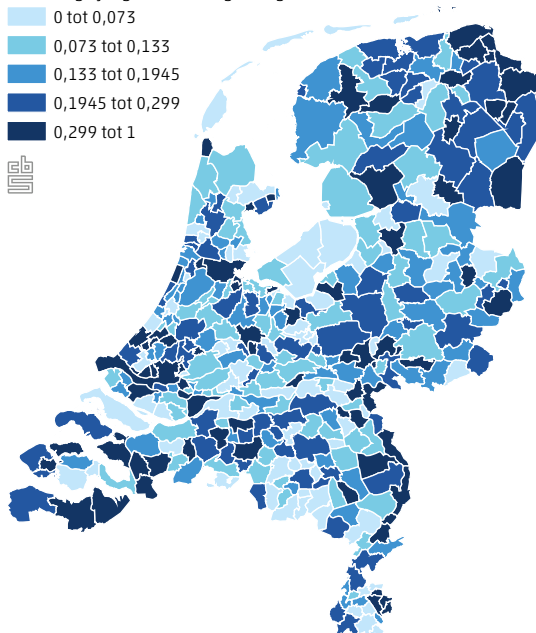 0 tot 0,073
0,073 tot 0,133
0,133 tot 0,1945
0,1945 tot 0,299
0,299 tot 1
cbs